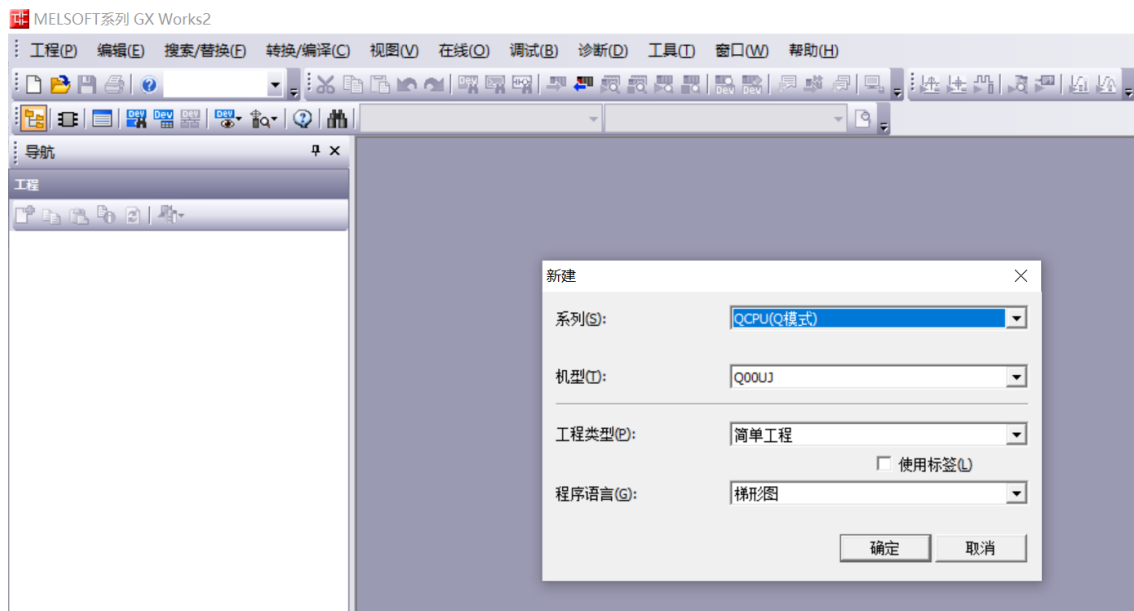 MELSOFT系列 GX Works2
工程(P) 编辑(E) 搜索/替换(F) 转换/编译(C) 视图(V) 在线(O) 调试(B) 诊断(D) 工具(T) 窗口(W) 帮助(H)
导航
工程
新建
系列(S): QCPU(Q模式)
机型(T): Q00UJ
工程类型(P): 简单工程
使用标签(L)
程序语言(G): 梯形图
确定 取消